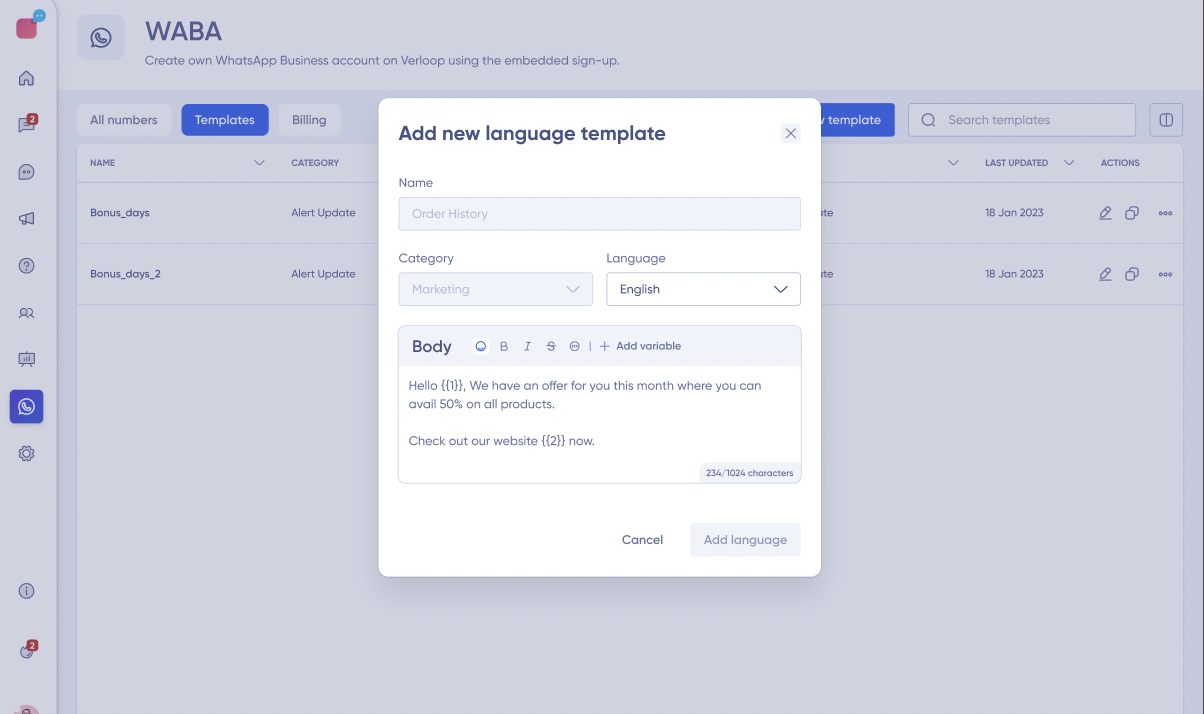 WABA
Create own WhatsApp Business account on Verloop using the embedded sign-up.
2
All numbers
Templates
Billing
template
Search templates
NAME
CATEGORY
LAST UPDATED
ACTIONS
Bonus_days
Alert Update
18 Jan 2023
Bonus_days_2
Alert Update
18 Jan 2023
Add new language template
Name
Order History
Category
Language
Marketing
English
Body
B
I
S
Add variable
Hello {{1}}, We have an offer for you this month where you can
avail 50% on all products.
Check out our website {{2}} now.
234/1024 characters
Cancel
Add language
2